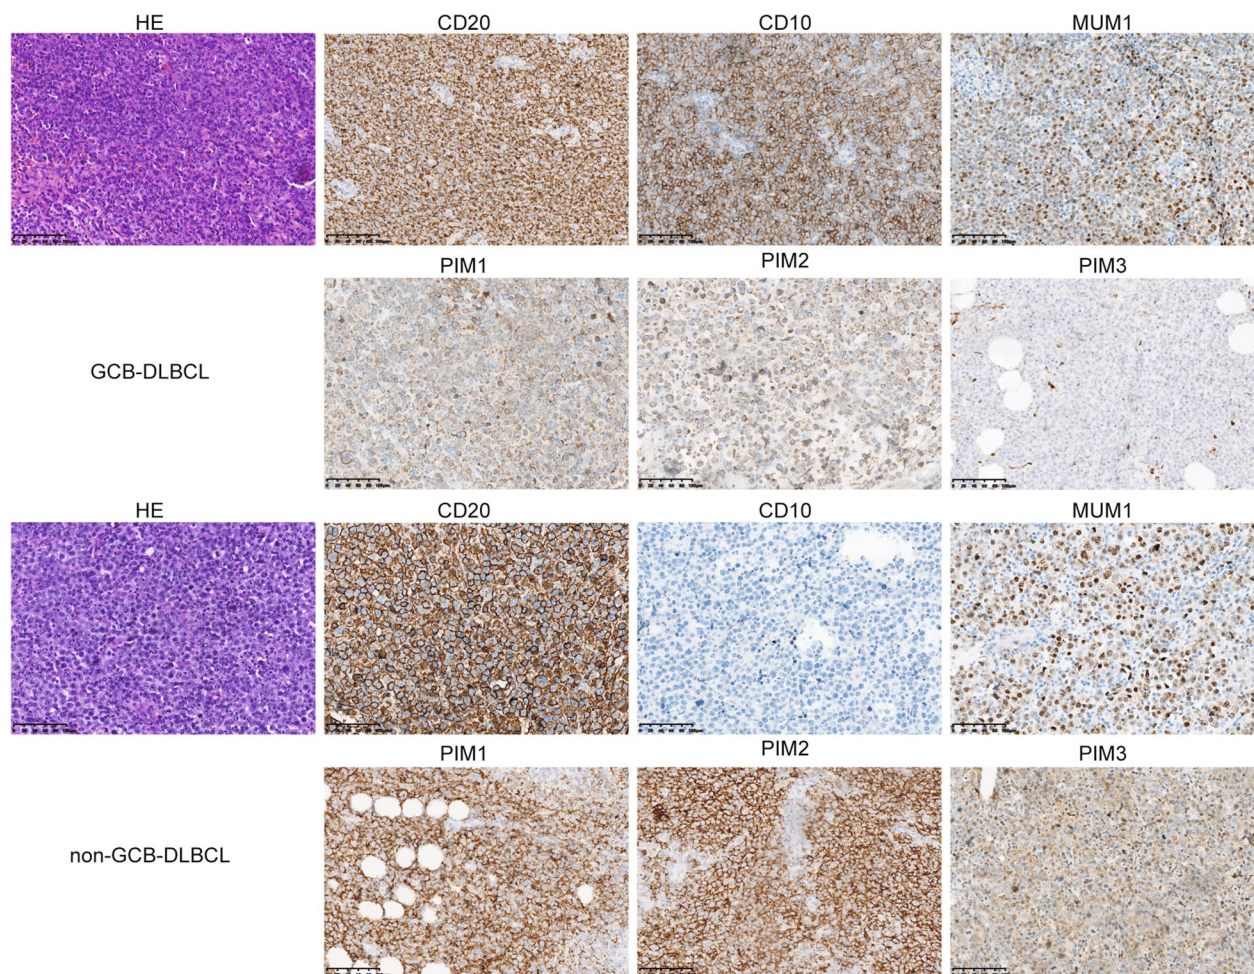 HE CD20 CD10 MUM1
PIM1 PIM2 PIM3
GCB-DLBCL
HE CD20 CD10 MUM1
PIM1 PIM2 PIM3
non-GCB-DLBCL